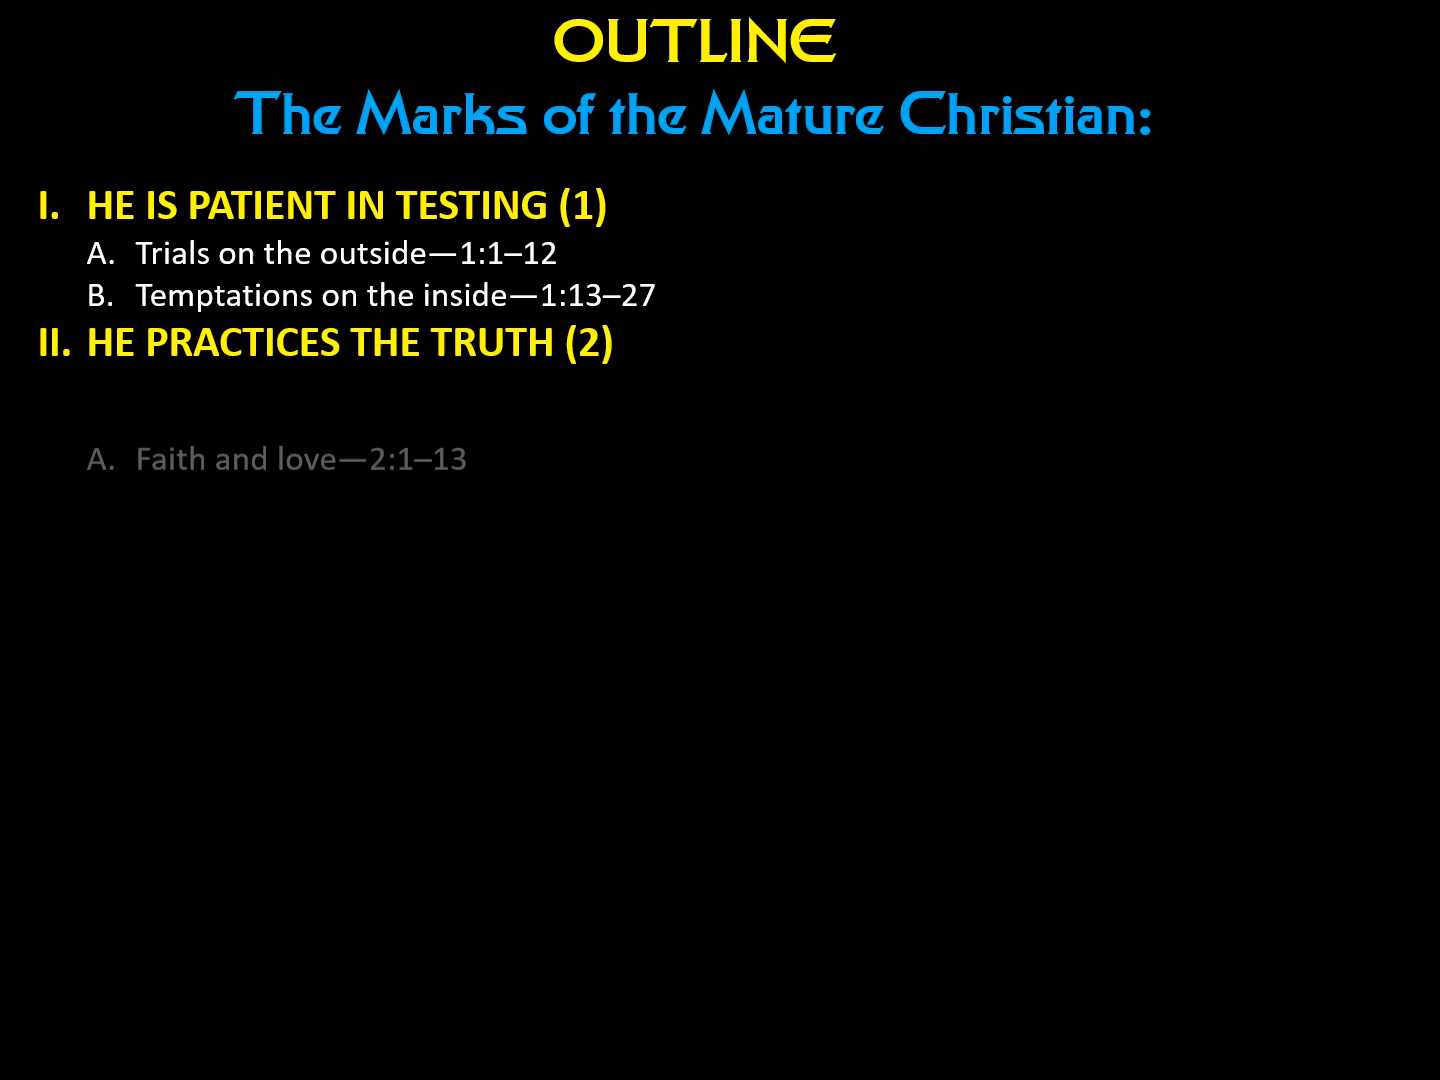 OUTLINE
The Marks of the Mature Christian:
I. HE IS PATIENT IN TESTING (1)
A. Trials on the outside—1:1–12
B. Temptations on the inside—1:13–27
II. HE PRACTICES THE TRUTH (2)
A. Faith and love—2:1–13